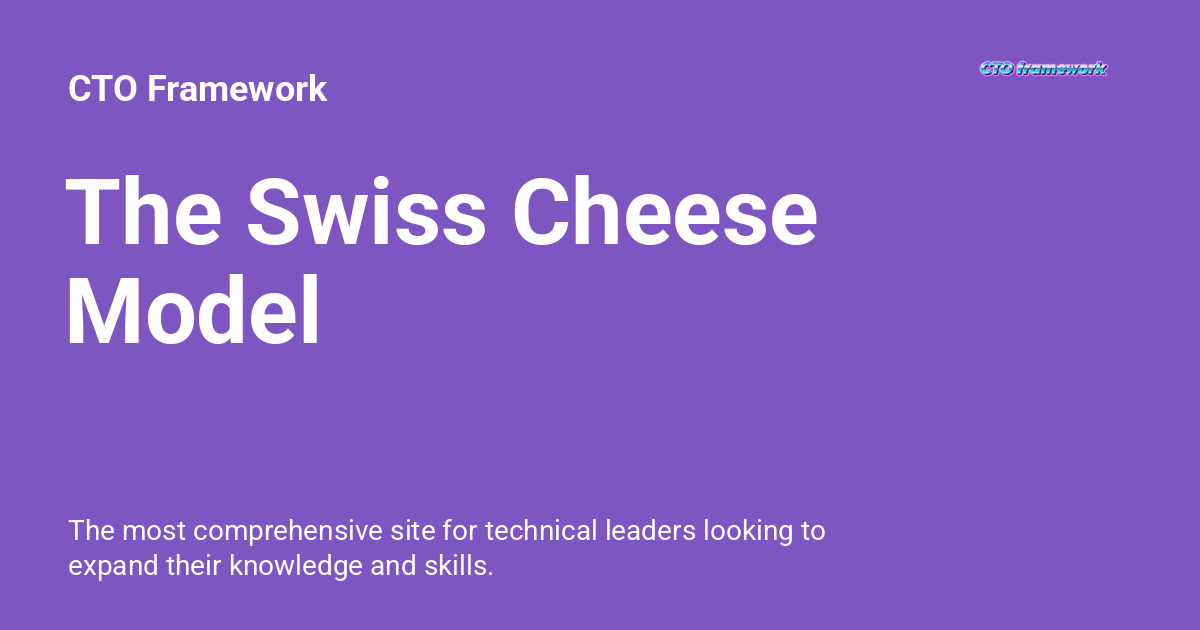 CTO Framework
CTO framework
The Swiss Cheese
Model
The most comprehensive site for technical leaders looking to
expand their knowledge and skills.